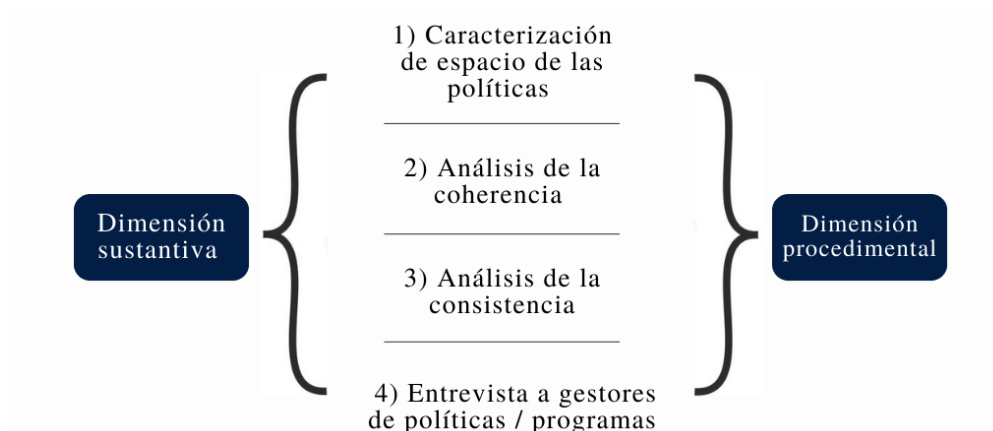 1) Caracterización
de espacio de las
políticas
2) Análisis de la
coherencia
Dimensión
sustantiva
Dimensión
procedimental
3) Análisis de la
consistencia
4) Entrevista a gestores
de políticas / programas